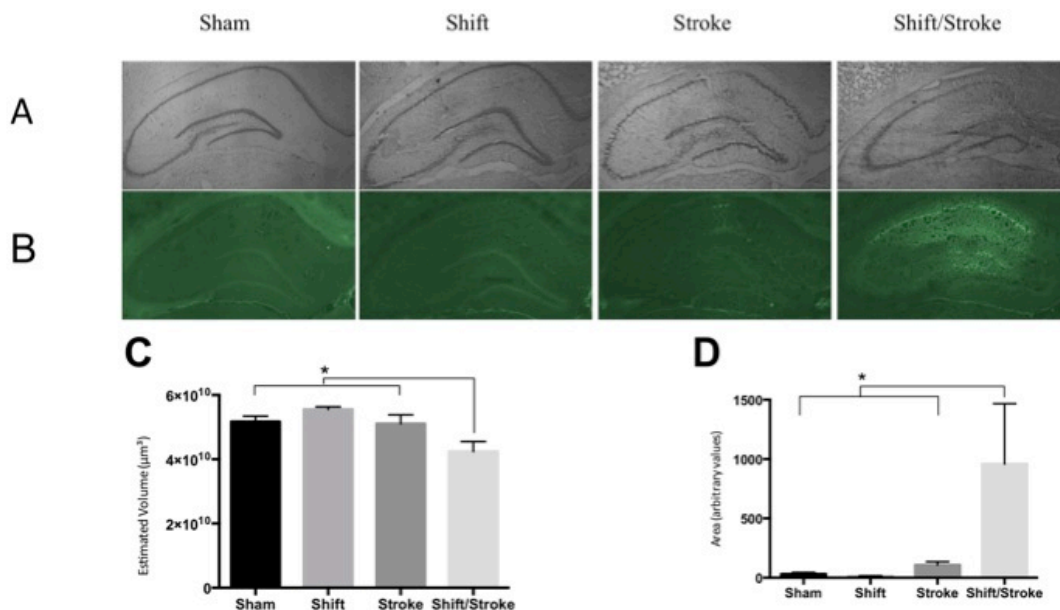 Sham Shift Stroke Shift/Stroke
A
B
C
D
*
*
Estimated Volume (µm³)
6×10¹⁰
4×10¹⁰
2×10¹⁰
0
Sham Shift Stroke Shift/Stroke
Area (arbitrary values)
1500
1000
500
0
Sham Shift Stroke Shift/Stroke